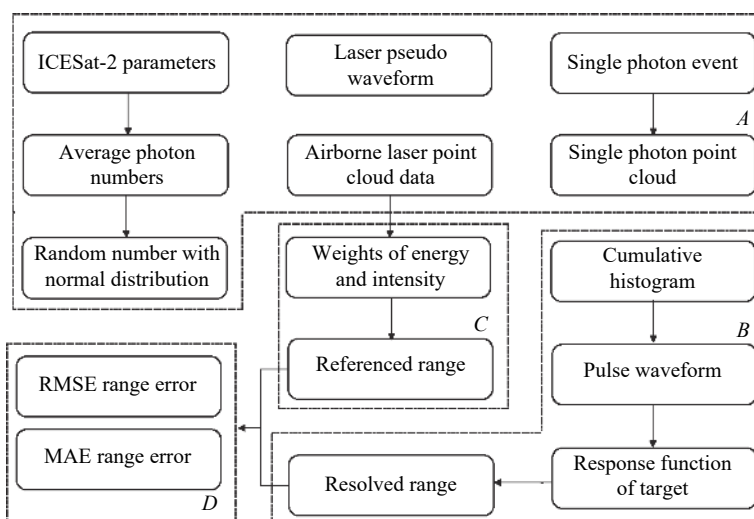 ICESat-2 parameters
Laser pseudo
waveform
Single photon event
A
Average photon
numbers
Airborne laser point
cloud data
Single photon point
cloud
Random number with
normal distribution
Weights of energy
and intensity
Cumulative
histogram
C
B
RMSE range error
Referenced range
Pulse waveform
MAE range error
D
Resolved range
Response function
of target